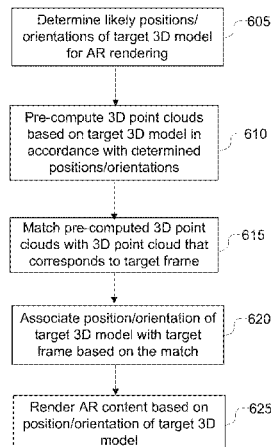 Determine likely positions/
orientations of target 3D model
for AR rendering
605
Pre-compute 3D point clouds
based on target 3D model in
accordance with determined
positions/orientations
610
Match pre-computed 3D point
clouds with 3D point cloud that
corresponds to target frame
615
Associate position/orientation of
target 3D model with target
frame based on the match
620
Render AR content based on
position/orientation of target 3D
model
625